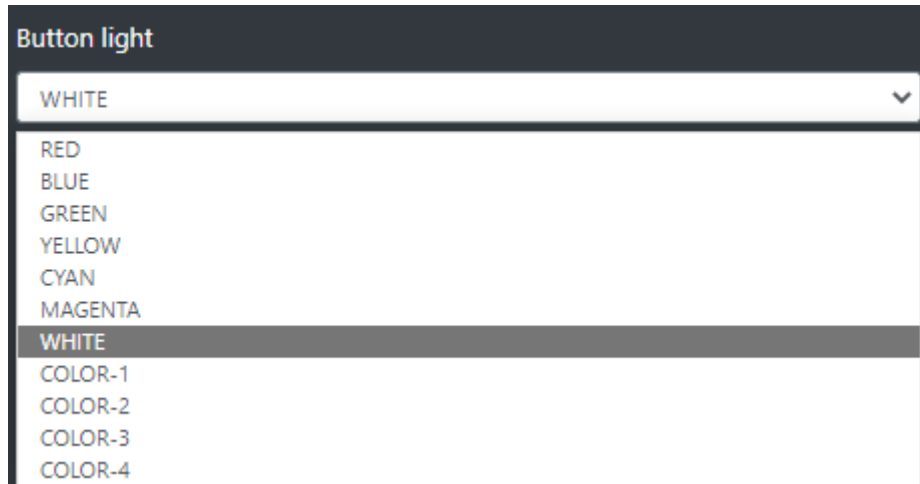 Button light
WHITE
RED
BLUE
GREEN
YELLOW
CYAN
MAGENTA
WHITE
COLOR-1
COLOR-2
COLOR-3
COLOR-4